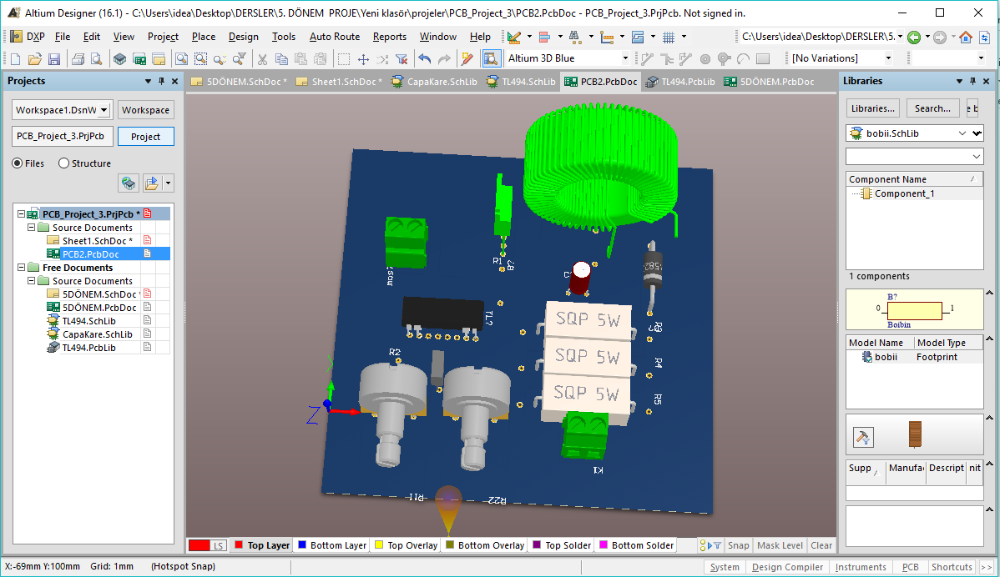 Altium Designer (16.1) - C:\Users\idea\Desktop\DERSLER\5. DÖNEM  PROJE\Yeni klasör\projeler\PCB_Project_3\PCB2.PcbDoc - PCB_Project_3.PrjPcb. Not signed in.
DXP File Edit View Project Place Design Tools Auto Route Reports Window Help C:\Users\idea\Desktop\DERSLER\5.
Altium 3D Blue [No Variations]
Projects
5DÖNEM.SchDoc * Sheet1.SchDoc * CapaKare.SchLib TL494.SchLib PCB2.PcbDoc TL494.PcbLib 5DÖNEM.PcbDoc
Libraries
Workspace1.DsnW Workspace
PCB_Project_3.PrjPcb Project
Files Structure
PCB_Project_3.PrjPcb *
Source Documents
Sheet1.SchDoc *
PCB2.PcbDoc
Free Documents
Source Documents
5DÖNEM.SchDoc
5DÖNEM.PcbDoc
TL494.SchLib
CapaKare.SchLib
TL494.PcbLib
R1
TL?
R2
SQP 5W
SQP 5W
SQP 5W
R3
R4
R5
K1
R11
R22
Z
Libraries... Search...
bobii.SchLib
Component Name
Component_1
1 components
B?
0 1
Boibin
Model Name Model Type
bobii Footprint
Supp Manufa Descript nit
LS Top Layer Bottom Layer Top Overlay Bottom Overlay Top Solder Bottom Solder Snap Mask Level Clear
X:-69mm Y:100mm Grid: 1mm (Hotspot Snap) System Design Compiler Instruments PCB Shortcuts >>